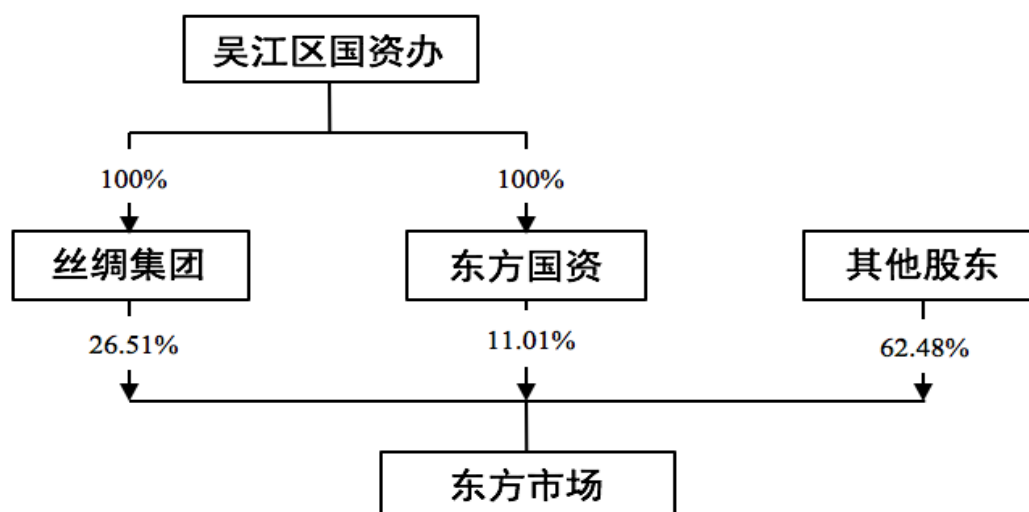 吴江区国资办
100%
100%
丝绸集团
东方国资
其他股东
26.51%
11.01%
62.48%
东方市场